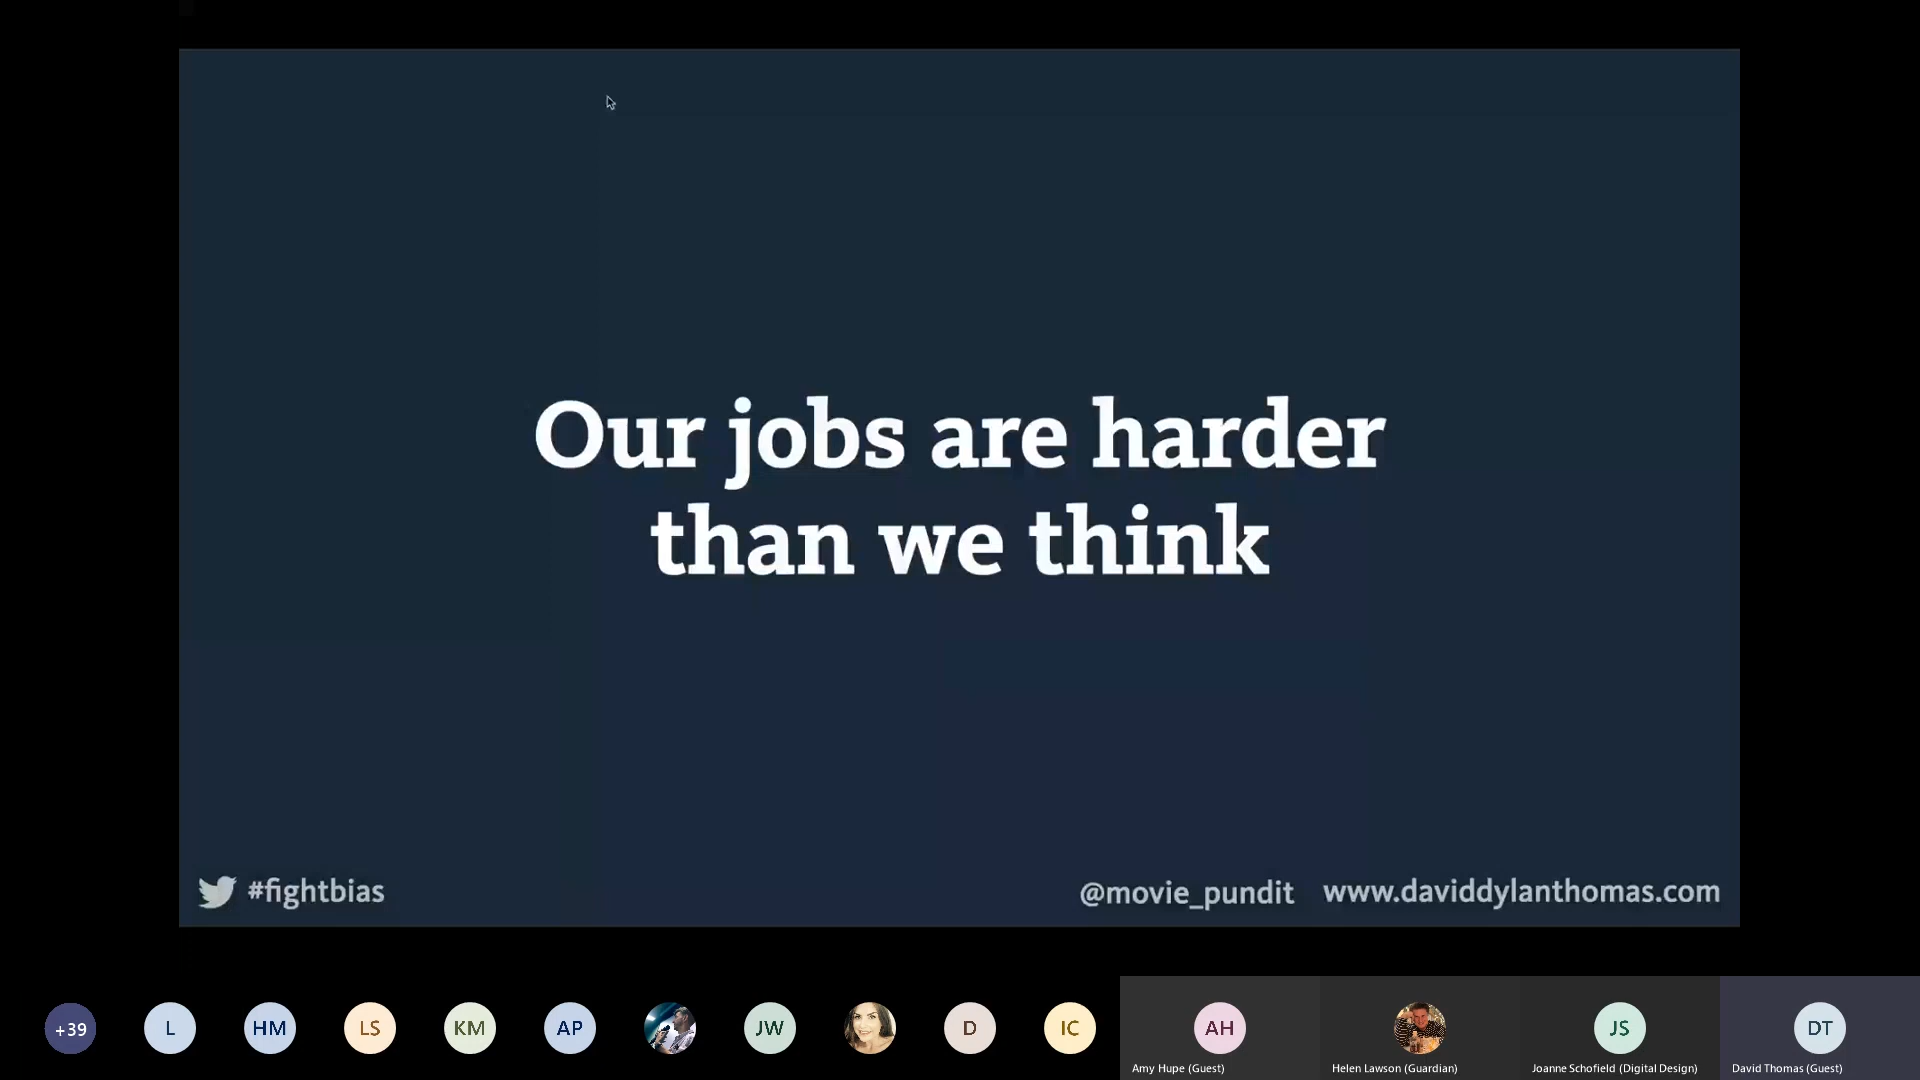 Our jobs are harder
than we think
#fightbias
@movie_pundit www.daviddylanthomas.com
+39 L HM LS KM AP JW D IC AH JS DT
Amy Hupe (Guest) Helen Lawson (Guardian) Joanne Schofield (Digital Design) David Thomas (Guest)